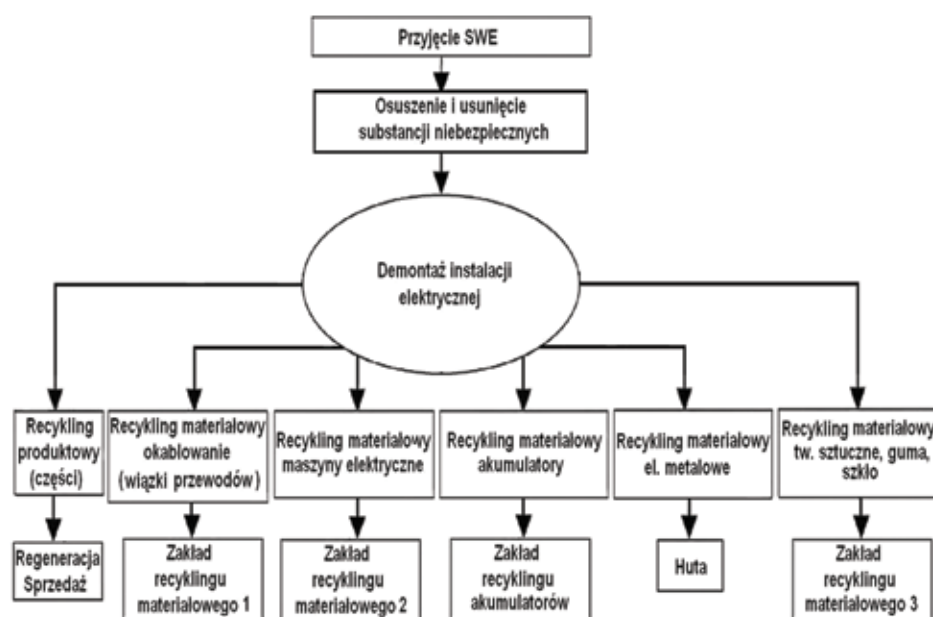 Przyjęcie SWE
Osuszenie i usunięcie
substancji niebezpiecznych
Demontaż instalacji
elektrycznej
Recykling
produktowy
(części)
Recykling materiałowy
okablowanie
(wiązki przewodów)
Recykling materiałowy
maszyny elektryczne
Recykling materiałowy
akumulatory
Recykling materiałowy
el. metalowe
Recykling materiałowy
tw. sztuczne, guma,
szkło
Regeneracja
Sprzedaż
Zakład
recyklingu
materiałowego 1
Zakład
recyklingu
materiałowego 2
Zakład
recyklingu
akumulatorów
Huta
Zakład
recyklingu
materiałowego 3